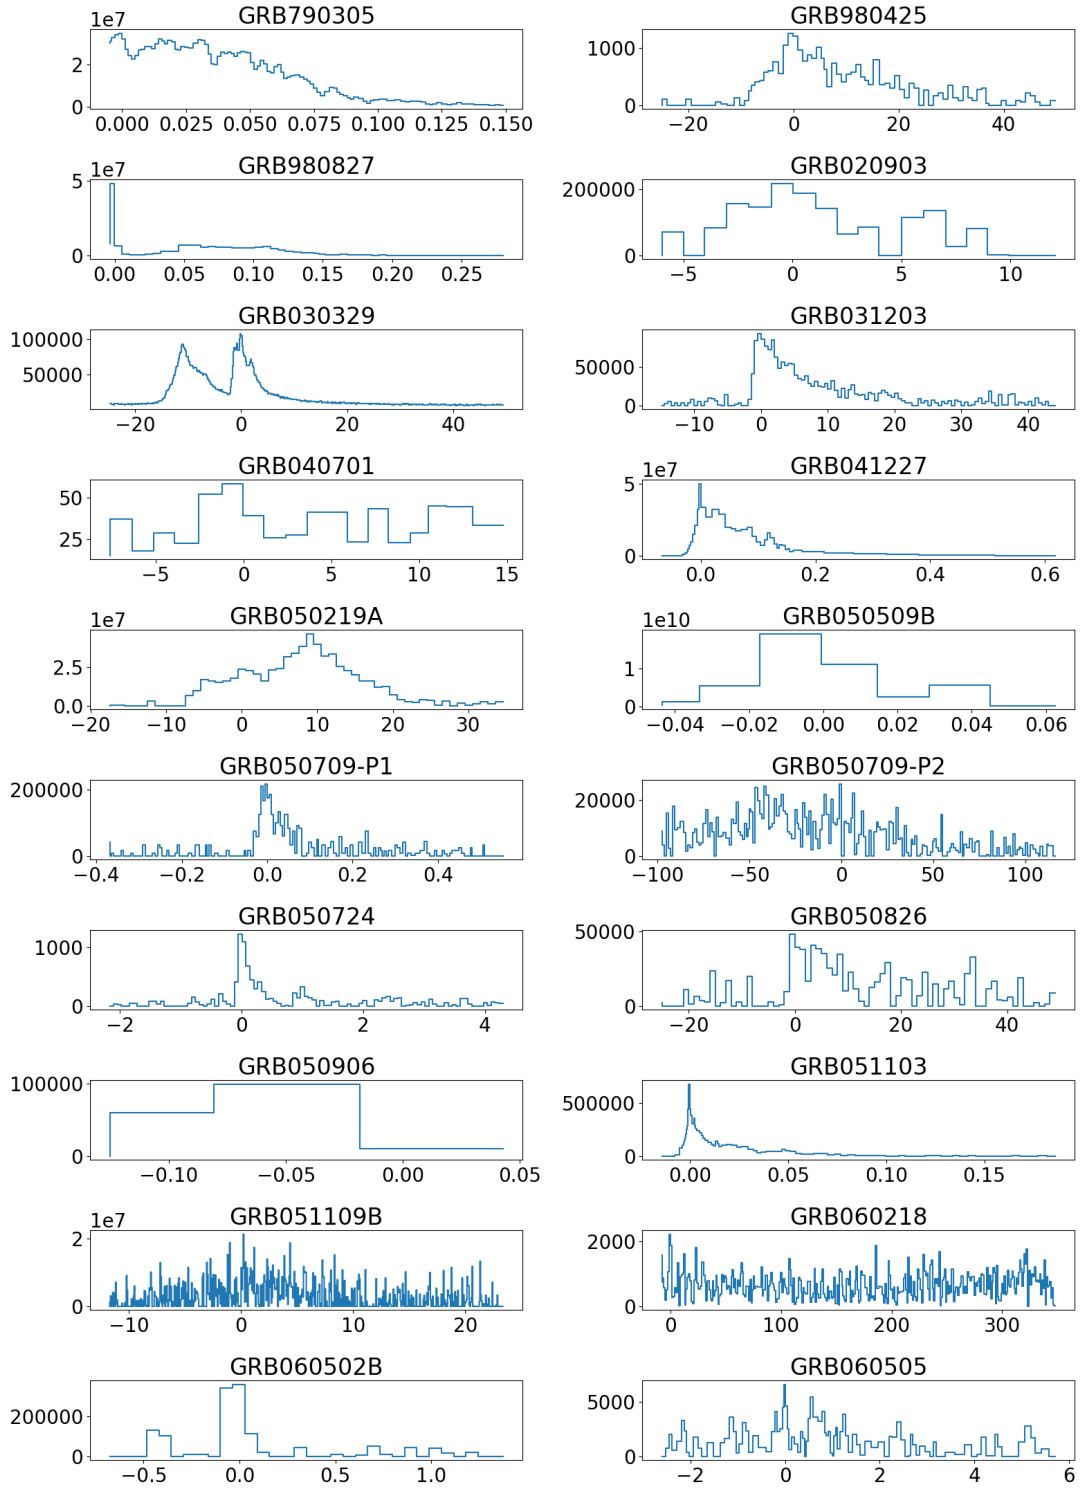 GRB790305
1e7
2
0
0.000 0.025 0.050 0.075 0.100 0.125 0.150
GRB980425
1000
0
−20 0 20 40
GRB980827
1e7
5
0
0.00 0.05 0.10 0.15 0.20 0.25
GRB020903
200000
0
−5 0 5 10
GRB030329
100000
50000
−20 0 20 40
GRB031203
50000
0
−10 0 10 20 30 40
GRB040701
50
25
−5 0 5 10 15
GRB041227
1e7
5
0
0.0 0.2 0.4 0.6
GRB050219A
1e7
2.5
0.0
−20 −10 0 10 20 30
GRB050509B
1e10
1
0
−0.04 −0.02 0.00 0.02 0.04 0.06
GRB050709-P1
200000
0
−0.4 −0.2 0.0 0.2 0.4
GRB050709-P2
20000
0
−100 −50 0 50 100
GRB050724
1000
0
−2 0 2 4
GRB050826
50000
0
−20 0 20 40
GRB050906
100000
0
−0.10 −0.05 0.00 0.05
GRB051103
500000
0
0.00 0.05 0.10 0.15
GRB051109B
1e7
2
0
−10 0 10 20
GRB060218
2000
0
0 100 200 300
GRB060502B
200000
0
−0.5 0.0 0.5 1.0
GRB060505
5000
0
−2 0 2 4 6